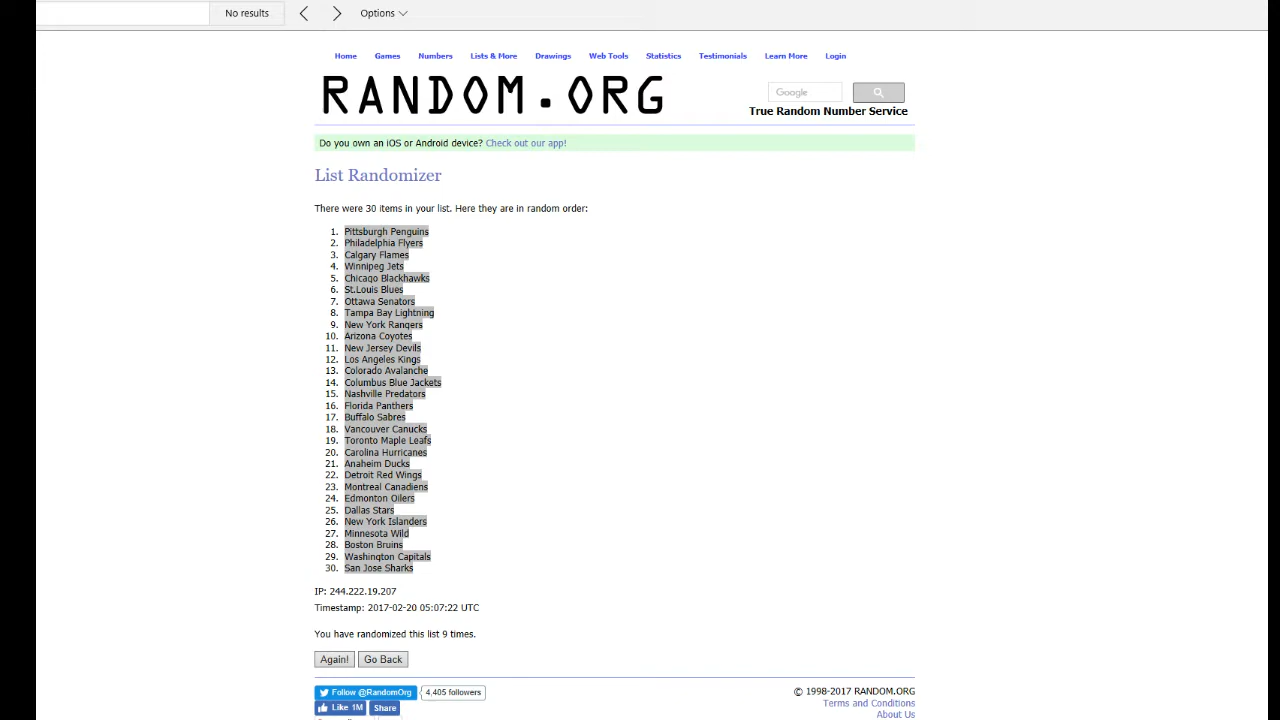 No results
Options
Home Games Numbers Lists & More Drawings Web Tools Statistics Testimonials Learn More Login
RANDOM.ORG
Google
True Random Number Service
Do you own an iOS or Android device? Check out our app!
List Randomizer
There were 30 items in your list. Here they are in random order:
1. Pittsburgh Penguins
2. Philadelphia Flyers
3. Calgary Flames
4. Winnipeg Jets
5. Chicago Blackhawks
6. St.Louis Blues
7. Ottawa Senators
8. Tampa Bay Lightning
9. New York Rangers
10. Arizona Coyotes
11. New Jersey Devils
12. Los Angeles Kings
13. Colorado Avalanche
14. Columbus Blue Jackets
15. Nashville Predators
16. Florida Panthers
17. Buffalo Sabres
18. Vancouver Canucks
19. Toronto Maple Leafs
20. Carolina Hurricanes
21. Anaheim Ducks
22. Detroit Red Wings
23. Montreal Canadiens
24. Edmonton Oilers
25. Dallas Stars
26. New York Islanders
27. Minnesota Wild
28. Boston Bruins
29. Washington Capitals
30. San Jose Sharks
IP: 244.222.19.207
Timestamp: 2017-02-20 05:07:22 UTC
You have randomized this list 9 times.
Again! Go Back
Follow @RandomOrg 4,405 followers
© 1998-2017 RANDOM.ORG
Like 1M Share
Terms and Conditions
About Us